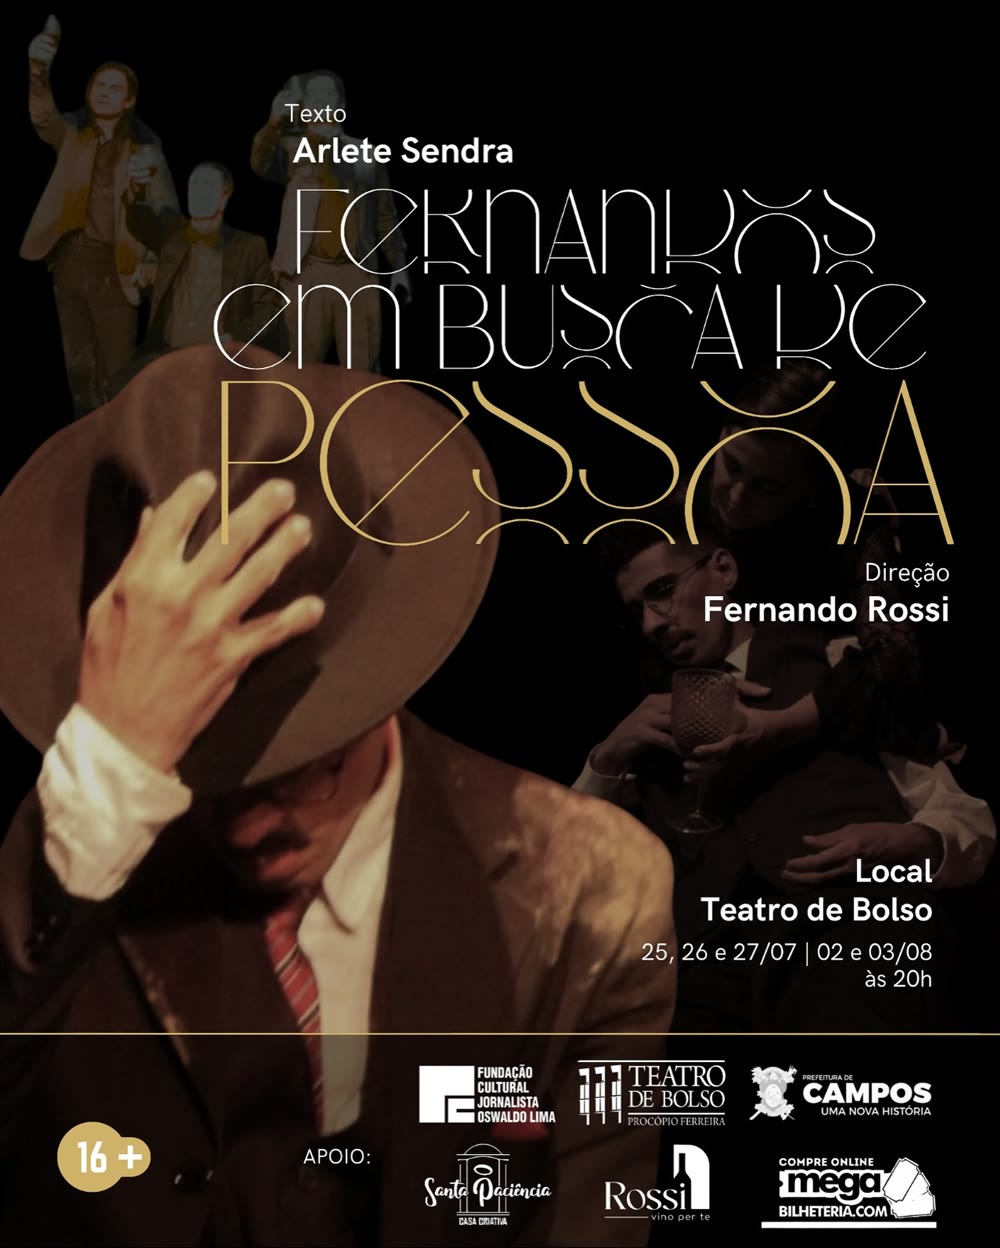 Texto
Arlete Sendra
FERNANDOS
EM BUSCA DE
PESSOA
Direção
Fernando Rossi
Local
Teatro de Bolso
25, 26 e 27/07 | 02 e 03/08
às 20h
16+
APOIO:
FUNDAÇÃO
CULTURAL
JORNALISTA
OSWALDO LIMA
TEATRO
DE BOLSO
PROCÓPIO FERREIRA
PREFEITURA DE
CAMPOS
UMA NOVA HISTÓRIA
Santa Paciência
CASA CRIATIVA
Rossi
vino per te
COMPRE ONLINE
mega
BILHETERIA.COM